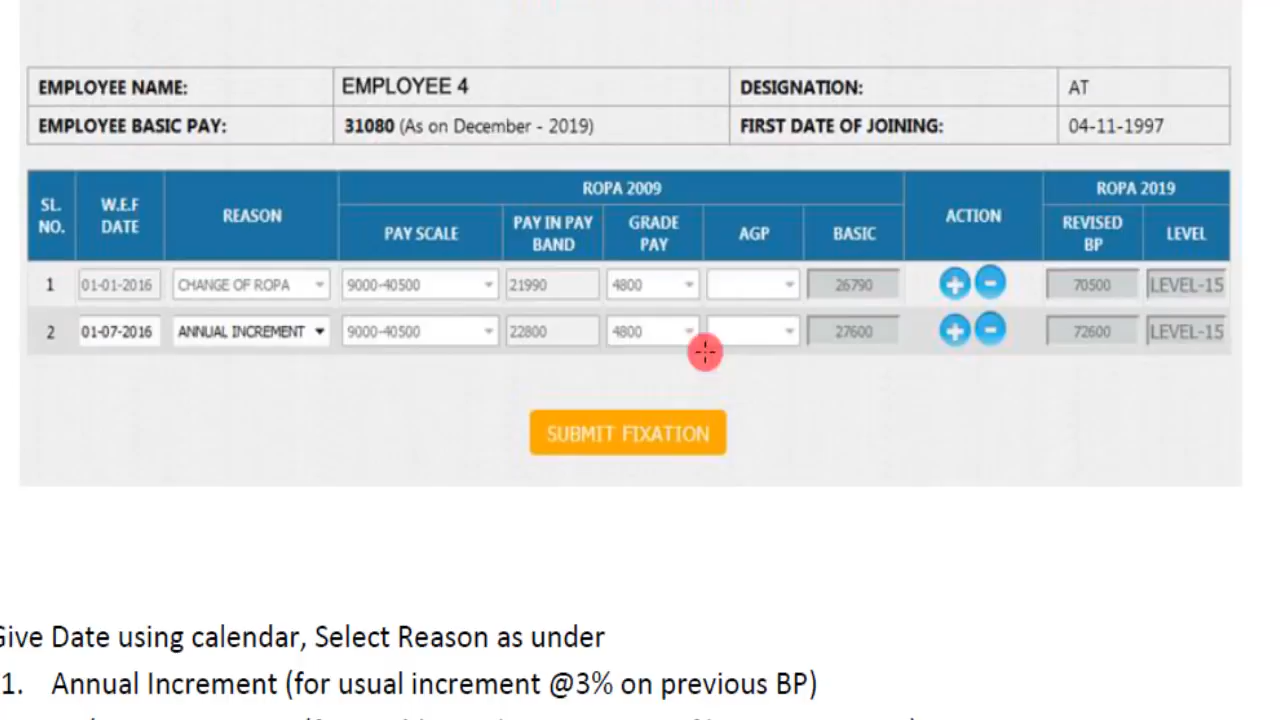 EMPLOYEE NAME: EMPLOYEE 4 DESIGNATION: AT
EMPLOYEE BASIC PAY: 31080 (As on December - 2019) FIRST DATE OF JOINING: 04-11-1997
SL. NO. W.E.F DATE REASON ROPA 2009 ACTION ROPA 2019
PAY SCALE PAY IN PAY BAND GRADE PAY AGP BASIC REVISED BP LEVEL
1 01-01-2016 CHANGE OF ROPA 9000-40500 21990 4800 26790 + - 70500 LEVEL-15
2 01-07-2016 ANNUAL INCREMENT 9000-40500 22800 4800 27600 + - 72600 LEVEL-15
SUBMIT FIXATION
Give Date using calendar, Select Reason as under
1. Annual Increment (for usual increment @3% on previous BP)